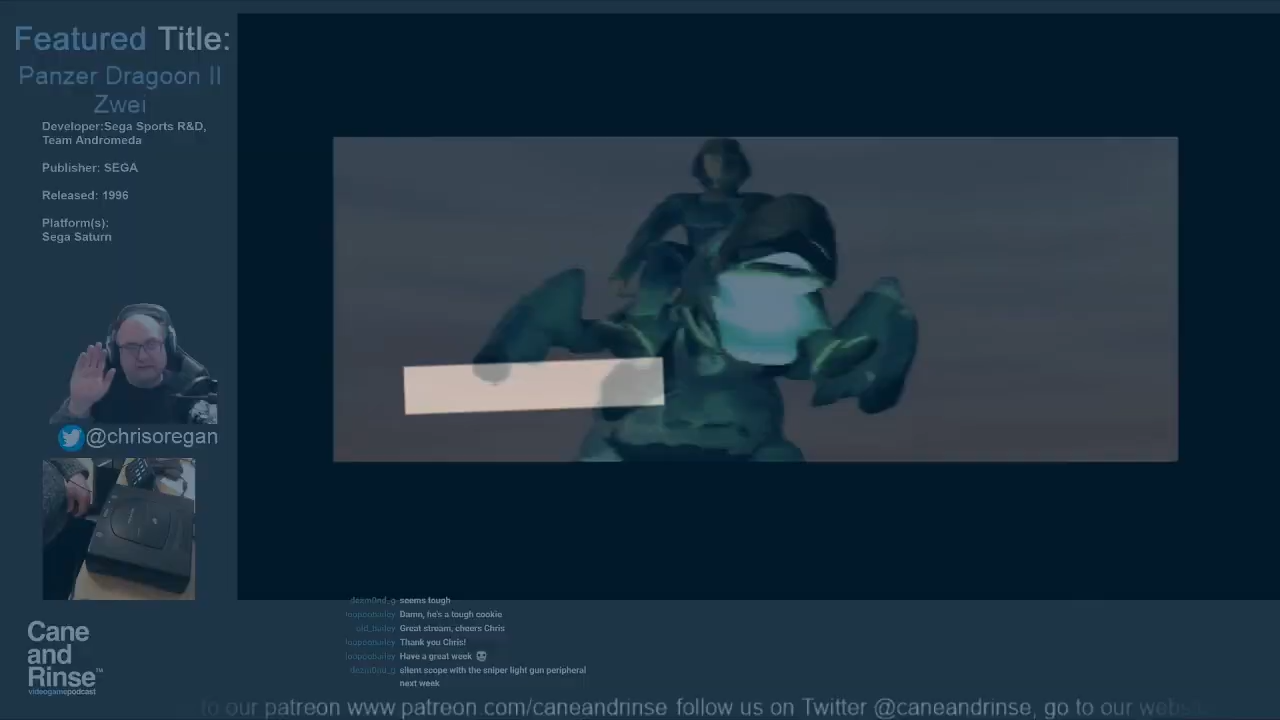 Featured Title:
Panzer Dragoon II
Zwei
Developer:Sega Sports R&D,
Team Andromeda
Publisher: SEGA
Released: 1996
Platform(s):
Sega Saturn
@chrisoregan
seems tough
Damn, he's a tough cookie
Great stream, cheers Chris
Thank you Chris!
Have a great week
silent scope with the sniper light gun peripheral
next week
Cane
and
Rinse™
videogamepodcast
to our patreon www.patreon.com/caneandrinse follow us on Twitter @caneandrinse, go to our